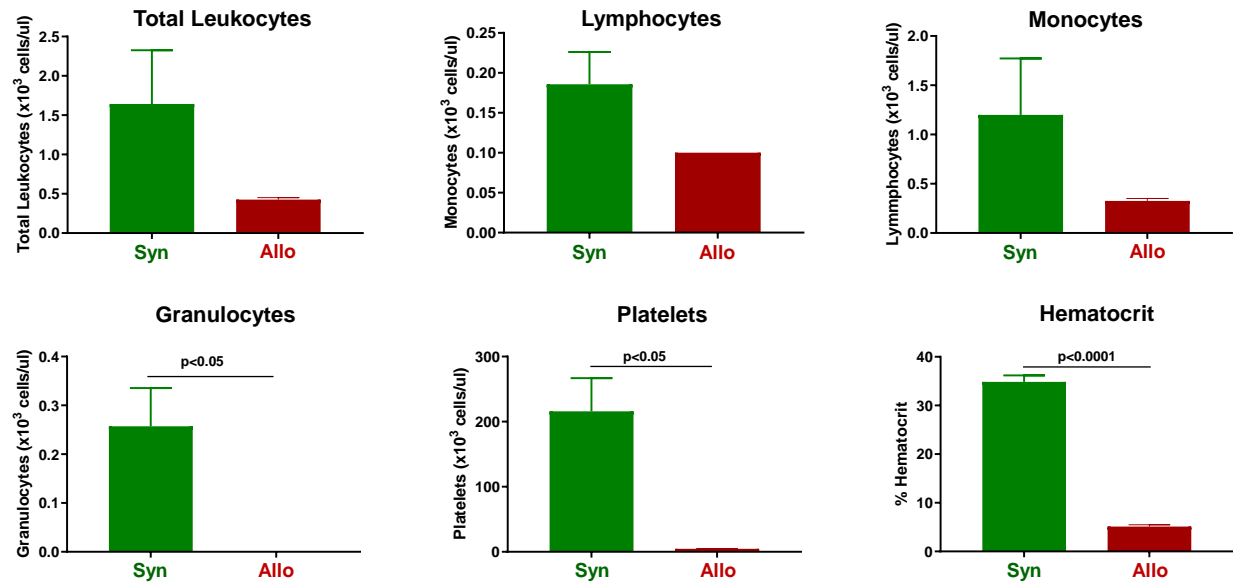 Total Leukocytes
Total Leukocytes (x10³ cells/ul)
2.5
2.0
1.5
1.0
0.5
0.0
Syn Allo
Lymphocytes
Monocytes (x10³ cells/ul)
0.25
0.20
0.15
0.10
0.05
0.00
Syn Allo
Monocytes
Lymmphocytes (x10³ cells/ul)
2.0
1.5
1.0
0.5
0.0
Syn Allo
Granulocytes
Granulocytes (x10³ cells/ul)
0.4
0.3
0.2
0.1
0.0
p<0.05
Syn Allo
Platelets
Platelets (x10³ cells/ul)
300
200
100
0
p<0.05
Syn Allo
Hematocrit
% Hematocrit
40
30
20
10
0
p<0.0001
Syn Allo